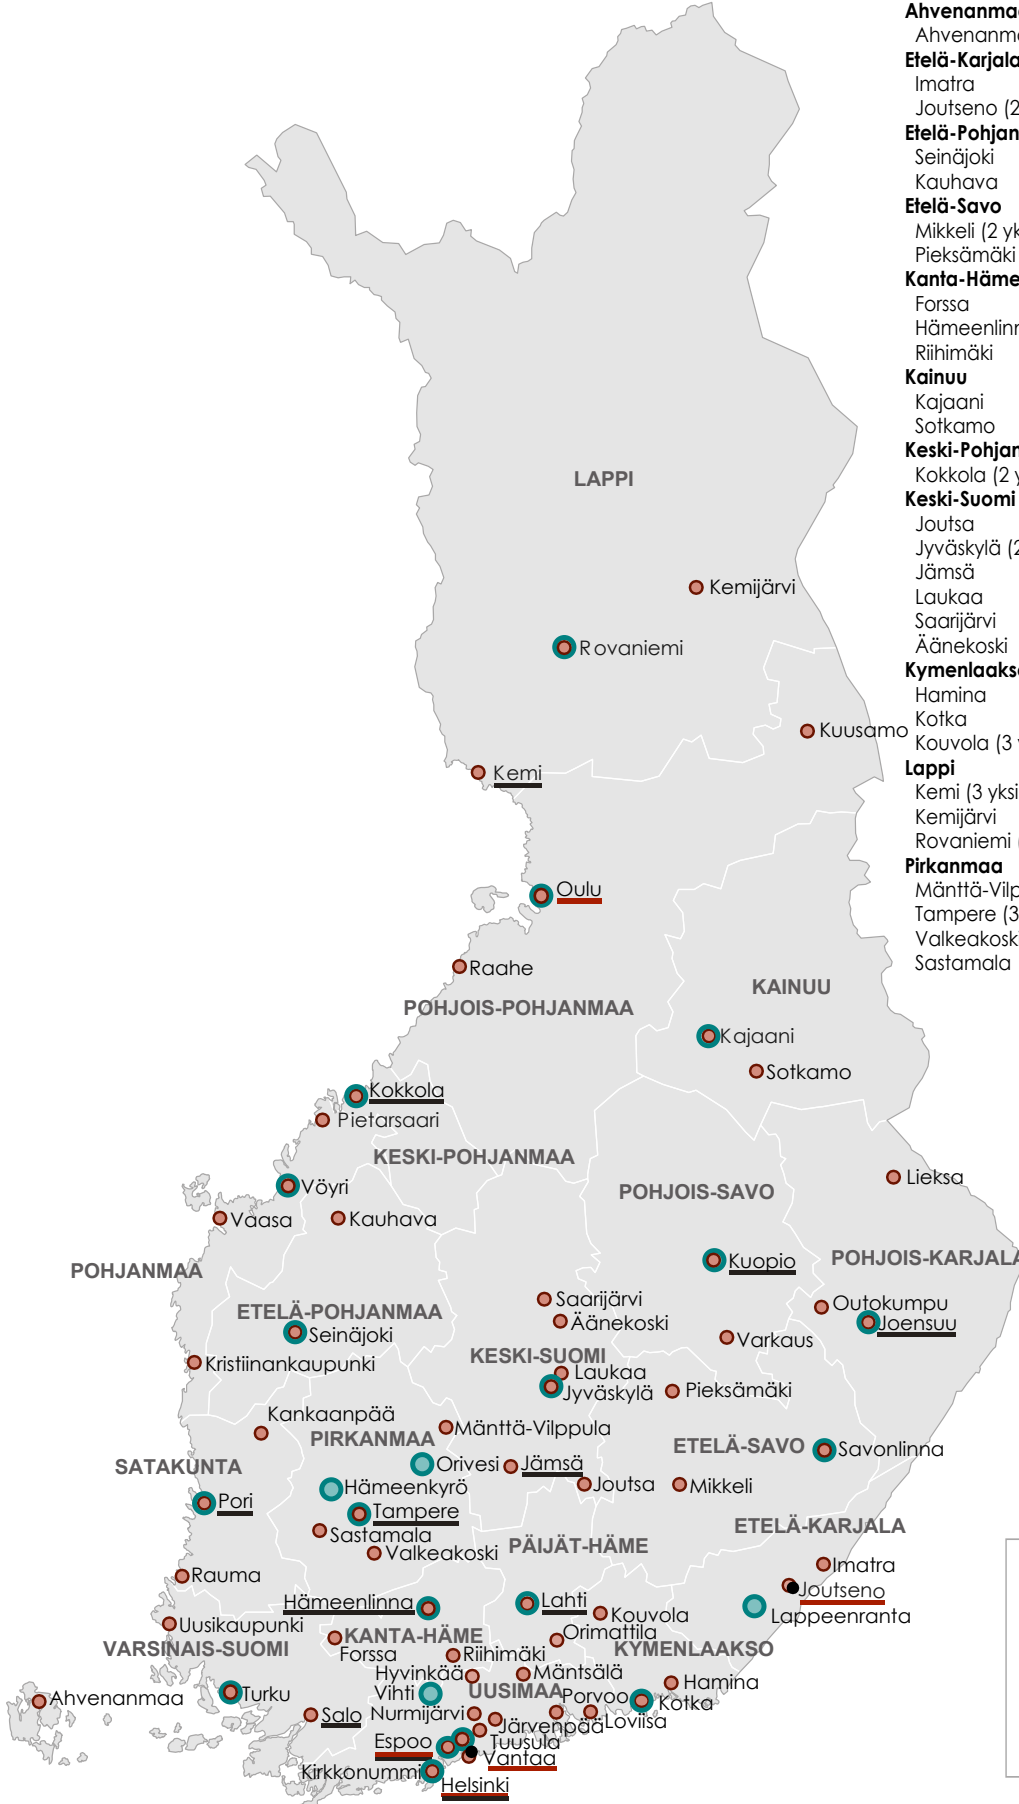 Ahvenanmaa
Ahvenanma
Etelä-Karjala
Imatra
Joutseno (2
Etelä-Pohjan
Seinäjoki
Kauhava
Etelä-Savo
Mikkeli (2 yk
Pieksämäki
Kanta-Häme
Forssa
Hämeenlinn
Riihimäki
Kainuu
Kajaani
Sotkamo
Keski-Pohjan
Kokkola (2 y
Keski-Suomi
Joutsa
Jyväskylä (2
Jämsä
Laukaa
Saarijärvi
Äänekoski
Kymenlaakso
Hamina
Kotka
Kouvola (3 y
Lappi
Kemi (3 yksi
Kemijärvi
Rovaniemi (
Pirkanmaa
Mänttä-Vilp
Tampere (3
Valkeakoski
Sastamala
LAPPI
Kemijärvi
Rovaniemi
Kuusamo
Kemi
Oulu
Raahe
KAINUU
POHJOIS-POHJANMAA
Kajaani
Sotkamo
Kokkola
Pietarsaari
KESKI-POHJANMAA
Lieksa
Vöyri
POHJOIS-SAVO
Vaasa
Kauhava
Kuopio
POHJOIS-KARJALA
POHJANMAA
Saarijärvi
Outokumpu
ETELÄ-POHJANMAA
Äänekoski
Joensuu
Seinäjoki
Varkaus
KESKI-SUOMI
Kristiinankaupunki
Laukaa
Jyväskylä
Pieksämäki
Kankaanpää
Mänttä-Vilppula
PIRKANMAA
ETELÄ-SAVO
Savonlinna
SATAKUNTA
Orivesi
Jämsä
Hämeenkyrö
Joutsa
Mikkeli
Pori
Tampere
ETELÄ-KARJALA
Sastamala
PÄIJÄT-HÄME
Valkeakoski
Imatra
Rauma
Joutseno
Hämeenlinna
Lahti
Kouvola
Lappeenranta
Uusikaupunki
Orimattila
KANTA-HÄME
VARSINAIS-SUOMI
KYMENLAAKSO
Forssa
Riihimäki
Hyvinkää
Mäntsälä
Hamina
Vihti
UUSIMAA
Turku
Porvoo
Kotka
Ahvenanmaa
Nurmijärvi
Salo
Loviisa
Järvenpää
Espoo
Tuusula
Vantaa
Kirkkonummi
Helsinki